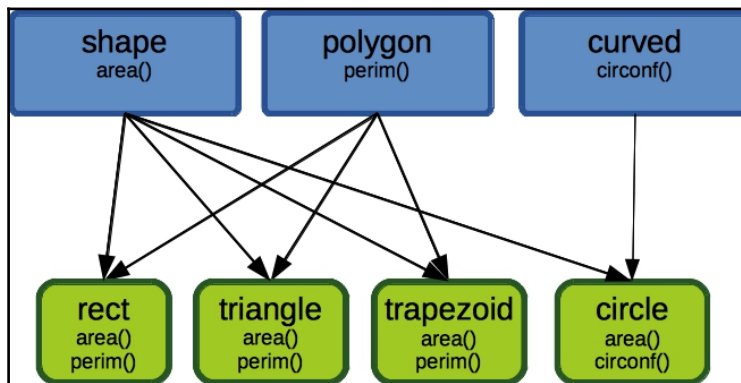 shape
area()
polygon
perim()
curved
circonf()
rect
area()
perim()
triangle
area()
perim()
trapezoid
area()
perim()
circle
area()
circonf()